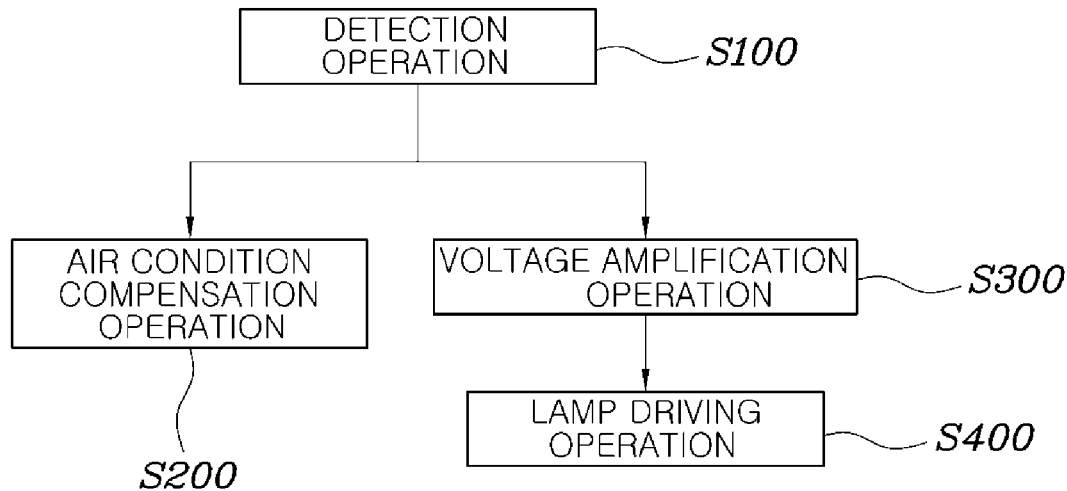 DETECTION
OPERATION
S100
AIR CONDITION
COMPENSATION
OPERATION
S200
VOLTAGE AMPLIFICATION
OPERATION
S300
LAMP DRIVING
OPERATION
S400